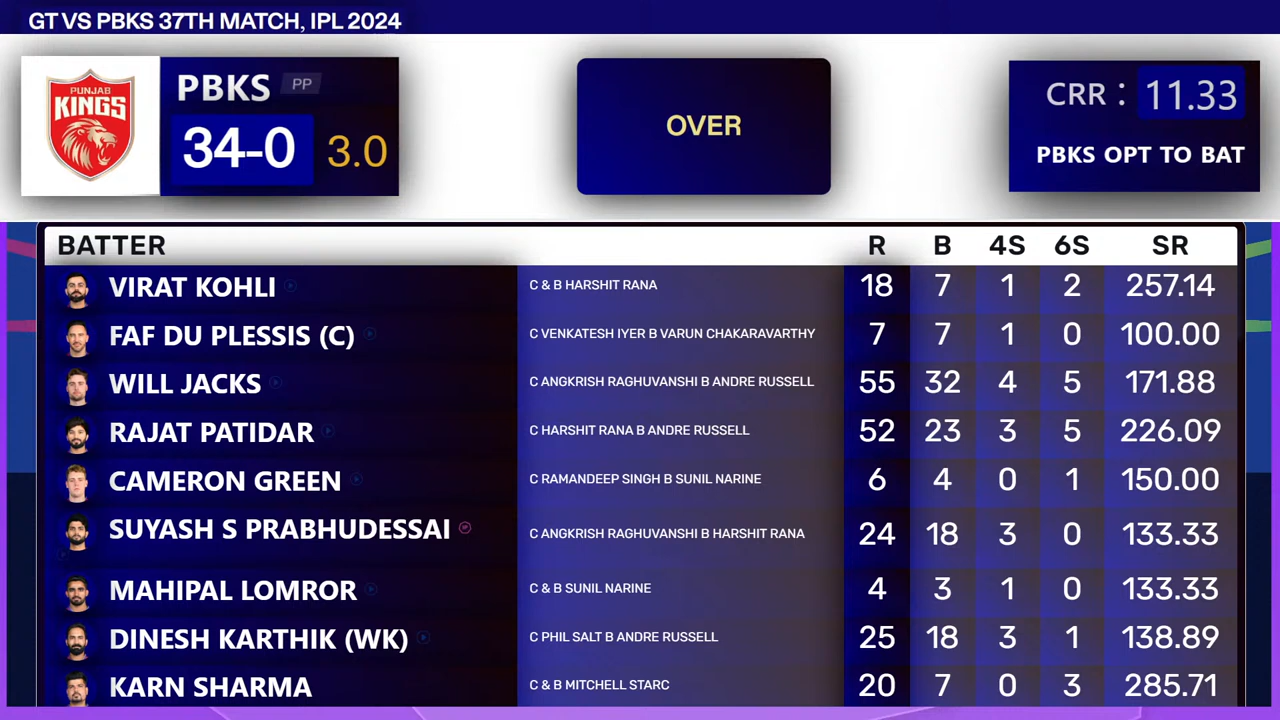 GT VS PBKS 37TH MATCH, IPL 2024
PUNJAB
KINGS
PBKS PP
34-0 3.0
OVER
CRR : 11.33
PBKS OPT TO BAT
BATTER R B 4S 6S SR
VIRAT KOHLI C & B HARSHIT RANA 18 7 1 2 257.14
FAF DU PLESSIS (C) C VENKATESH IYER B VARUN CHAKARAVARTHY 7 7 1 0 100.00
WILL JACKS C ANGKRISH RAGHUVANSHI B ANDRE RUSSELL 55 32 4 5 171.88
RAJAT PATIDAR C HARSHIT RANA B ANDRE RUSSELL 52 23 3 5 226.09
CAMERON GREEN C RAMANDEEP SINGH B SUNIL NARINE 6 4 0 1 150.00
SUYASH S PRABHUDESSAI C ANGKRISH RAGHUVANSHI B HARSHIT RANA 24 18 3 0 133.33
MAHIPAL LOMROR C & B SUNIL NARINE 4 3 1 0 133.33
DINESH KARTHIK (WK) C PHIL SALT B ANDRE RUSSELL 25 18 3 1 138.89
KARN SHARMA C & B MITCHELL STARC 20 7 0 3 285.71